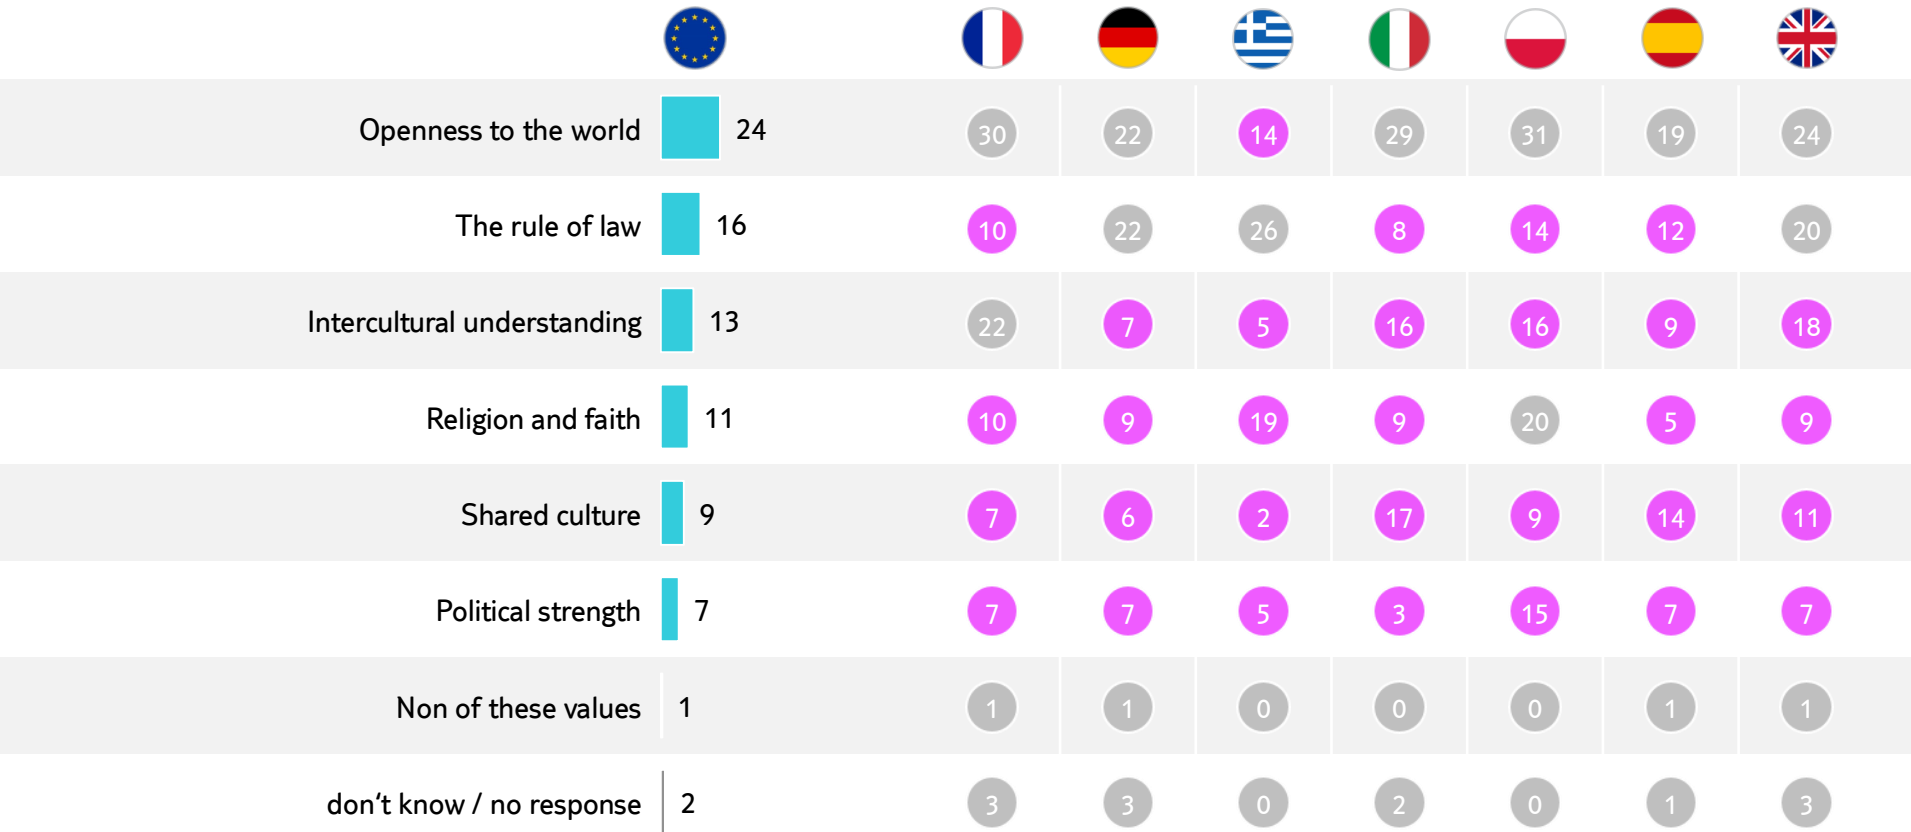 Openness to the world 24 30 22 14 29 31 19 24
The rule of law 16 10 22 26 8 14 12 20
Intercultural understanding 13 22 7 5 16 16 9 18
Religion and faith 11 10 9 19 9 20 5 9
Shared culture 9 7 6 2 17 9 14 11
Political strength 7 7 7 5 3 15 7 7
Non of these values 1 1 1 0 0 0 1 1
don't know / no response 2 3 3 0 2 0 1 3